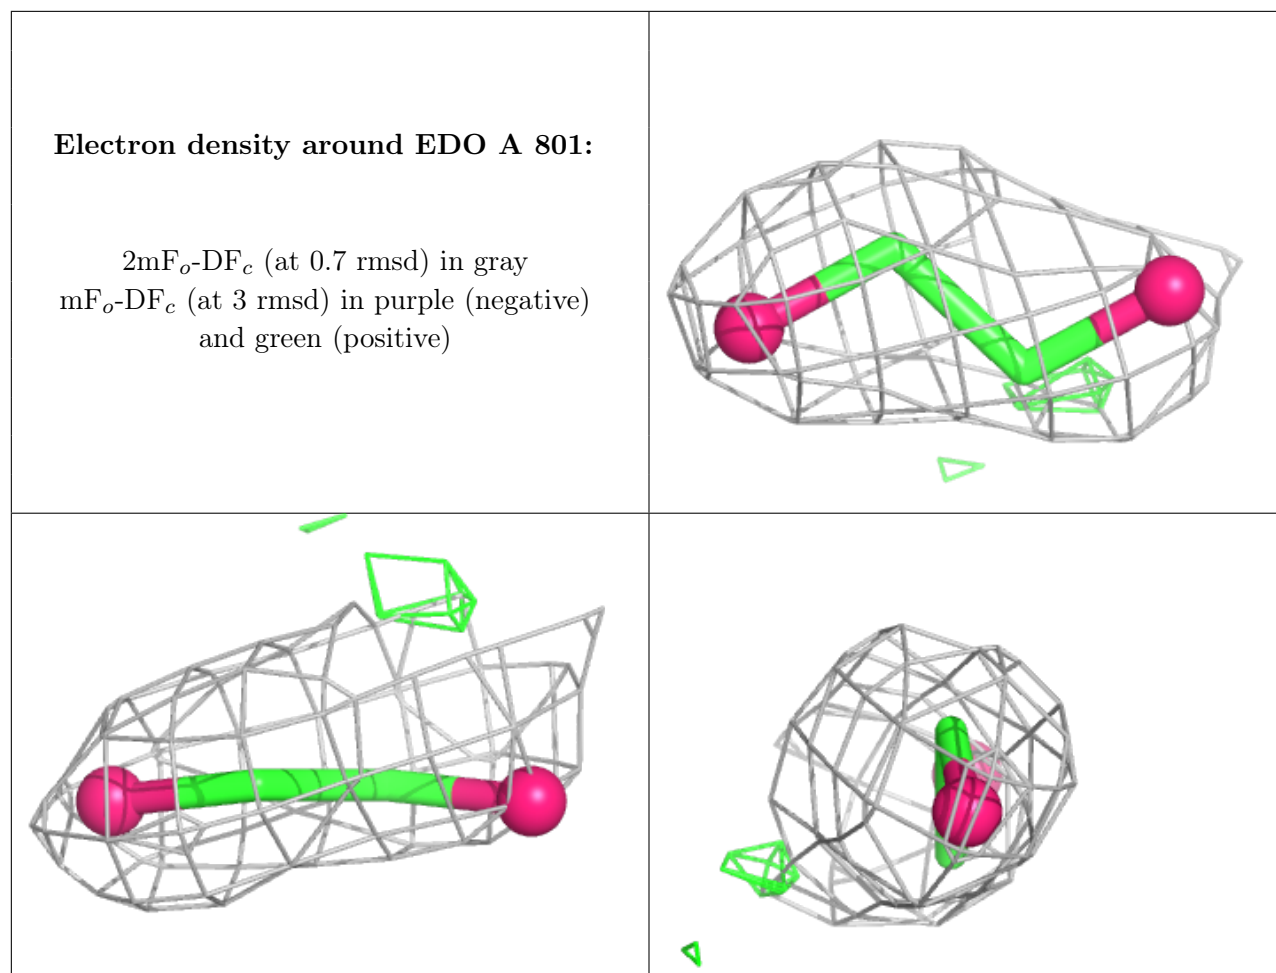 Electron density around EDO A 801:
2mFo-DFc (at 0.7 rmsd) in gray
mFo-DFc (at 3 rmsd) in purple (negative)
and green (positive)